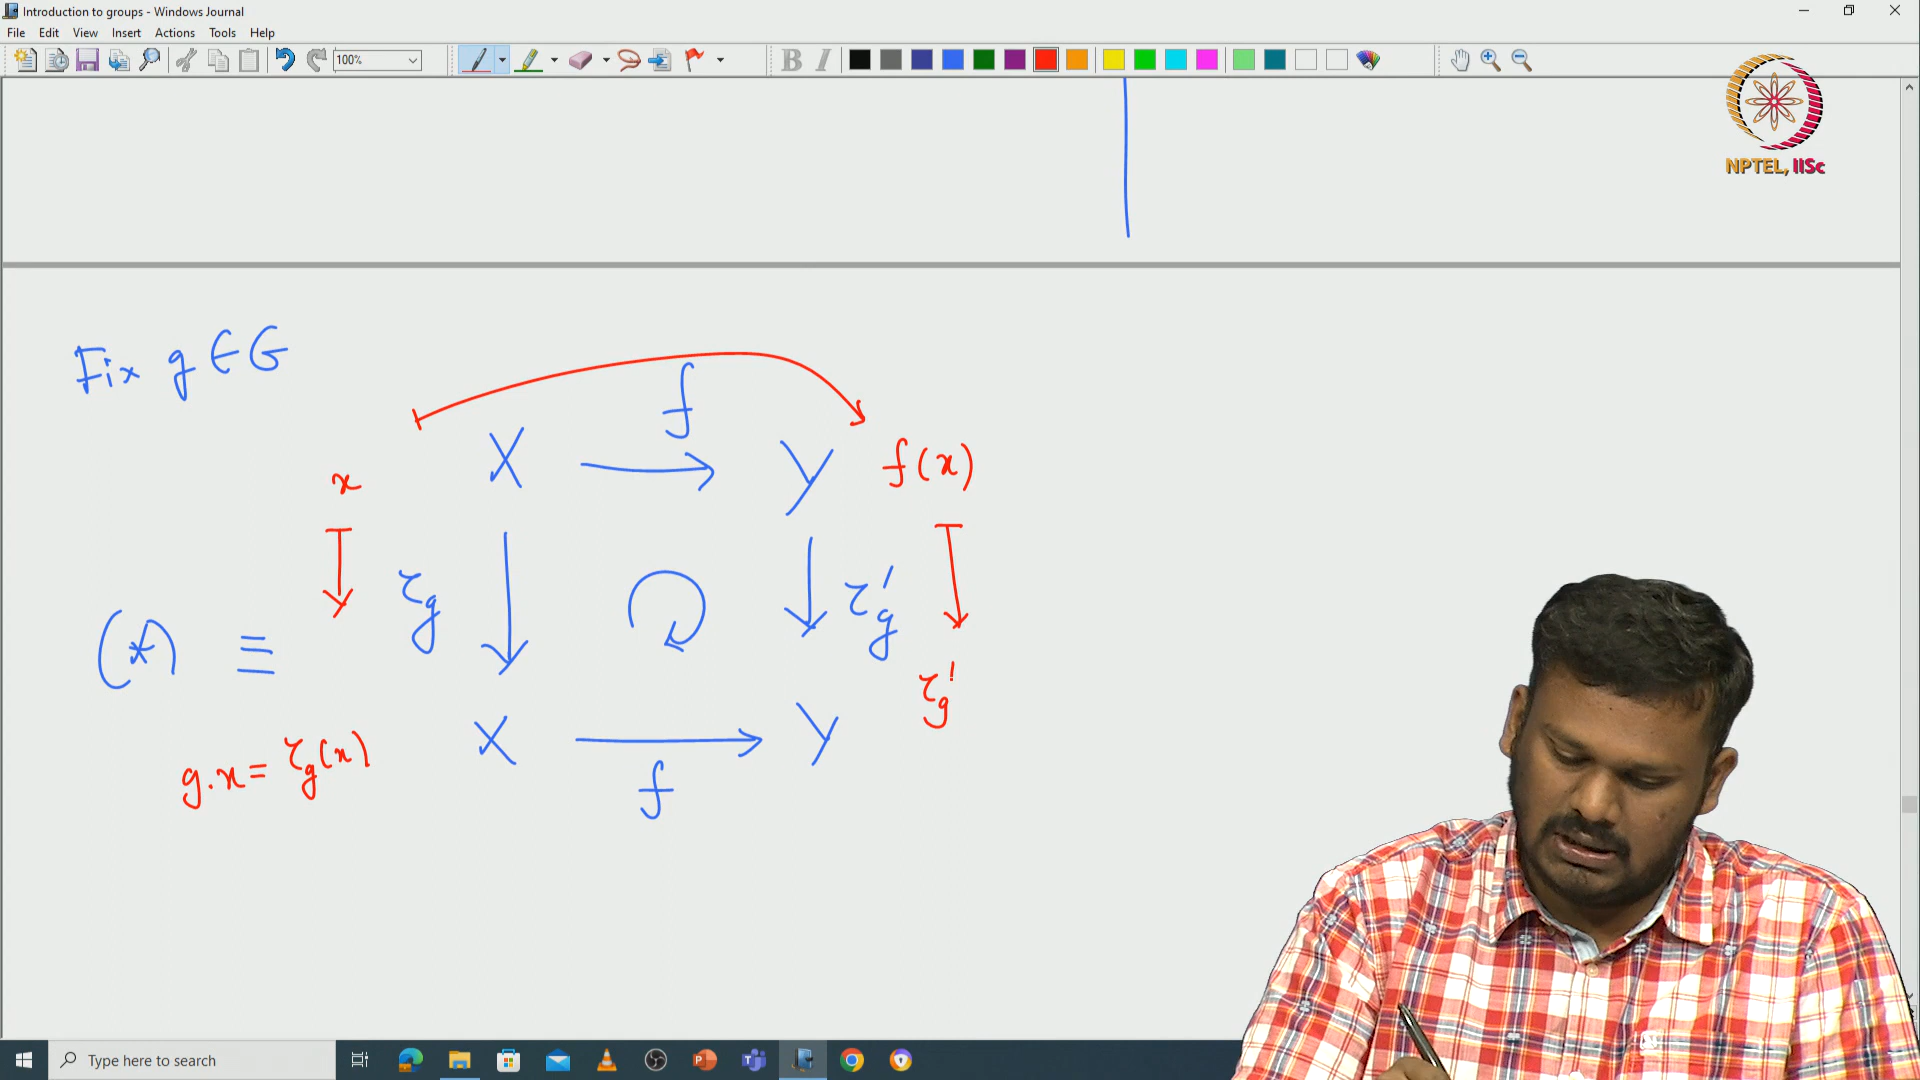 Introduction to groups - Windows Journal
File Edit View Insert Actions Tools Help
100%
B I
NPTEL, IISc
Fix g ∈ G
f
X → Y f(x)
x
τg τ'g
(*) ≡
τ'g
X → Y
g.x = τg(x)
f
Type here to search